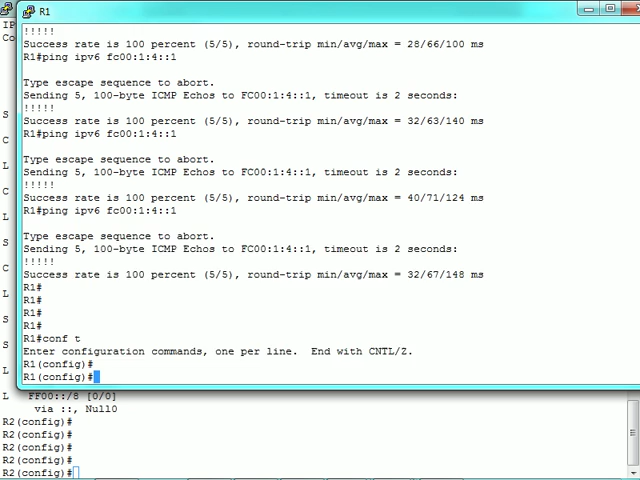 R1
!!!!!
Success rate is 100 percent (5/5), round-trip min/avg/max = 28/66/100 ms
R1#ping ipv6 fc00:1:4::1
Type escape sequence to abort.
Sending 5, 100-byte ICMP Echos to FC00:1:4::1, timeout is 2 seconds:
!!!!!
Success rate is 100 percent (5/5), round-trip min/avg/max = 32/63/140 ms
R1#ping ipv6 fc00:1:4::1
Type escape sequence to abort.
Sending 5, 100-byte ICMP Echos to FC00:1:4::1, timeout is 2 seconds:
!!!!!
Success rate is 100 percent (5/5), round-trip min/avg/max = 40/71/124 ms
R1#ping ipv6 fc00:1:4::1
Type escape sequence to abort.
Sending 5, 100-byte ICMP Echos to FC00:1:4::1, timeout is 2 seconds:
!!!!!
Success rate is 100 percent (5/5), round-trip min/avg/max = 32/67/148 ms
R1#
R1#
R1#
R1#
R1#conf t
Enter configuration commands, one per line.  End with CNTL/Z.
R1(config)#
R1(config)#
IP
Co
S
C
L
C
L
S
C
L
S
S
L
L   FF00::/8 [0/0]
via ::, Null0
R2(config)#
R2(config)#
R2(config)#
R2(config)#
R2(config)#